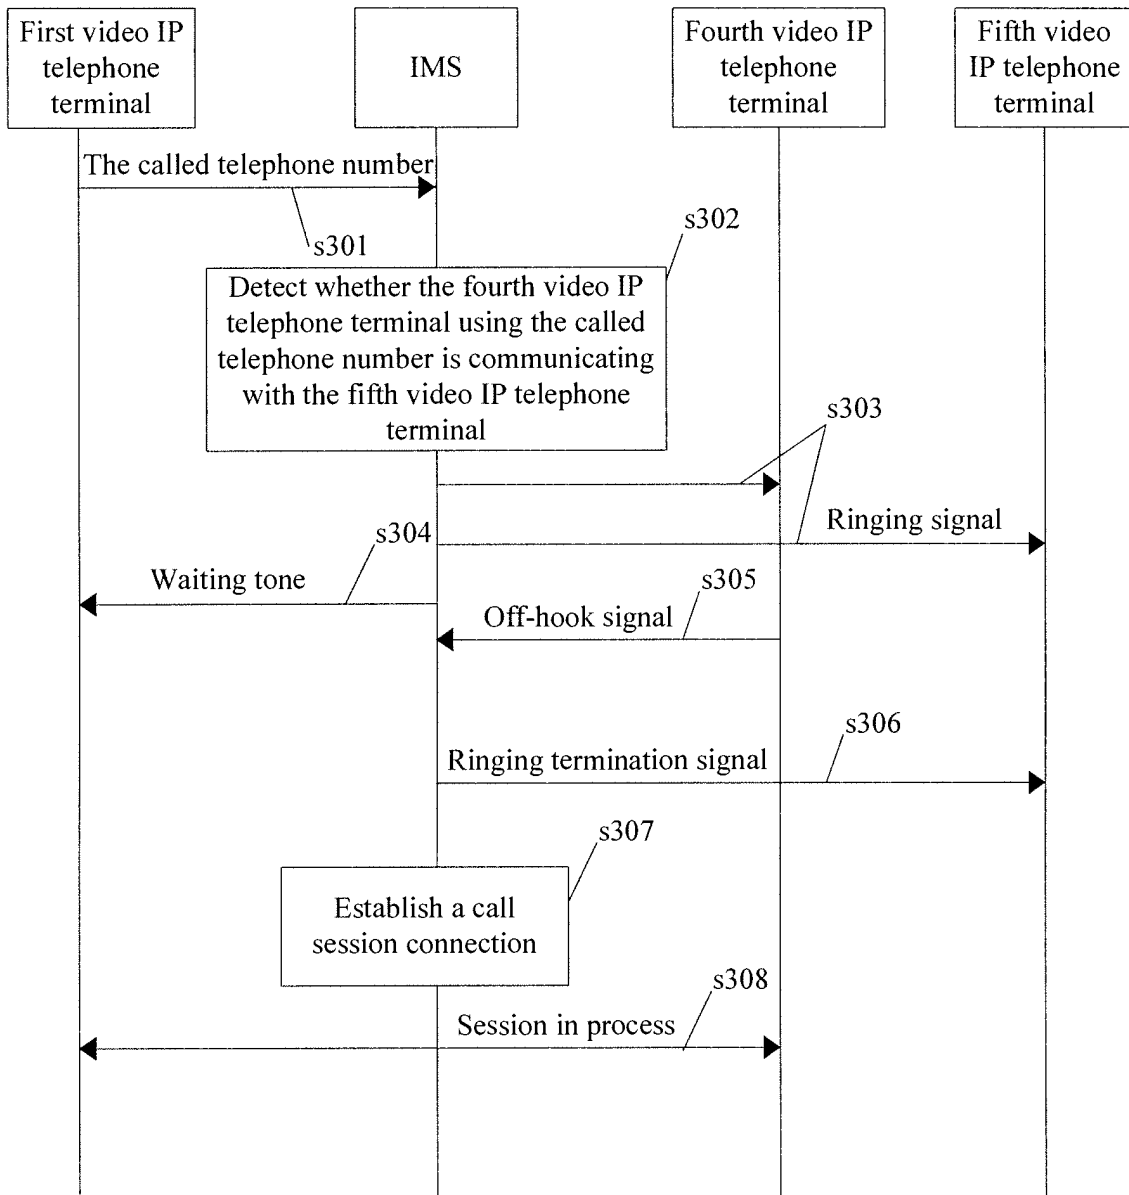 First video IP
telephone
terminal
IMS
Fourth video IP
telephone
terminal
Fifth video
IP telephone
terminal
The called telephone number
s301
s302
Detect whether the fourth video IP
telephone terminal using the called
telephone number is communicating
with the fifth video IP telephone
terminal
s303
Ringing signal
s304
Waiting tone
s305
Off-hook signal
s306
Ringing termination signal
s307
Establish a call
session connection
s308
Session in process